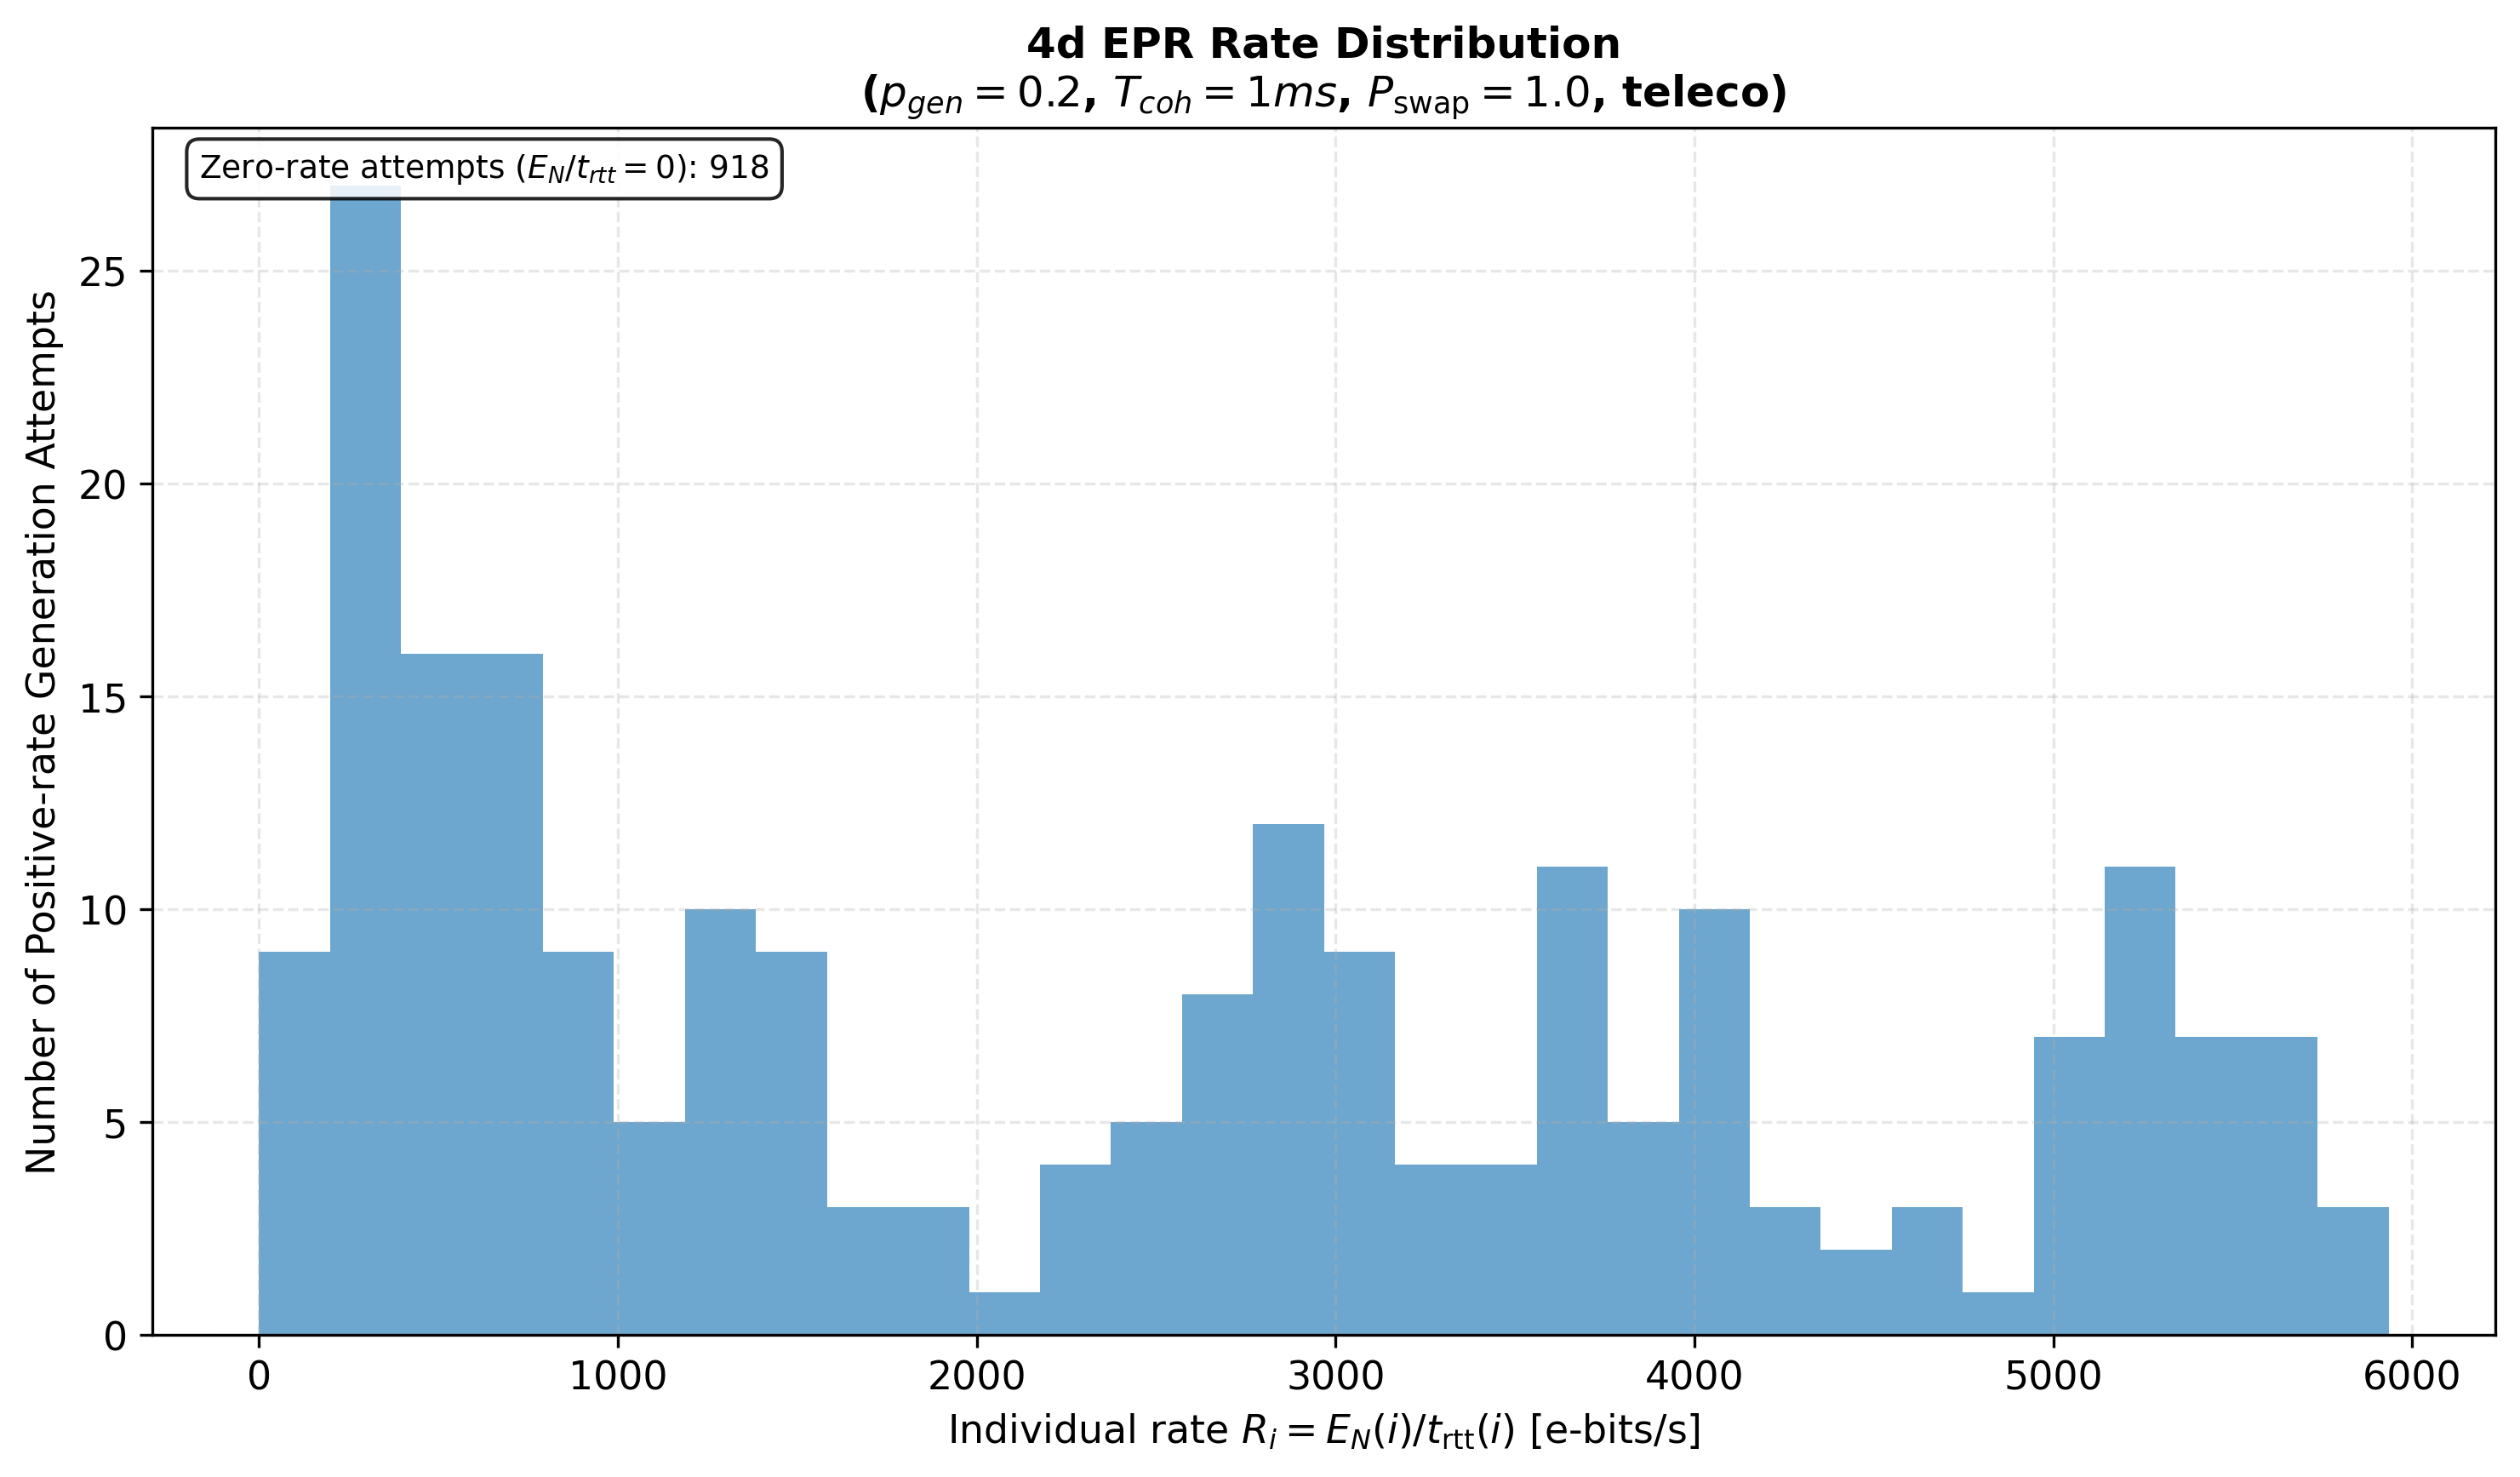 4d EPR Rate Distribution
(p_gen = 0.2, T_coh = 1ms, P_swap = 1.0, teleco)
Zero-rate attempts (E_N/t_rtt = 0): 918
Number of Positive-rate Generation Attempts
25
20
15
10
5
0
0 1000 2000 3000 4000 5000 6000
Individual rate R_i = E_N(i)/t_rtt(i) [e-bits/s]